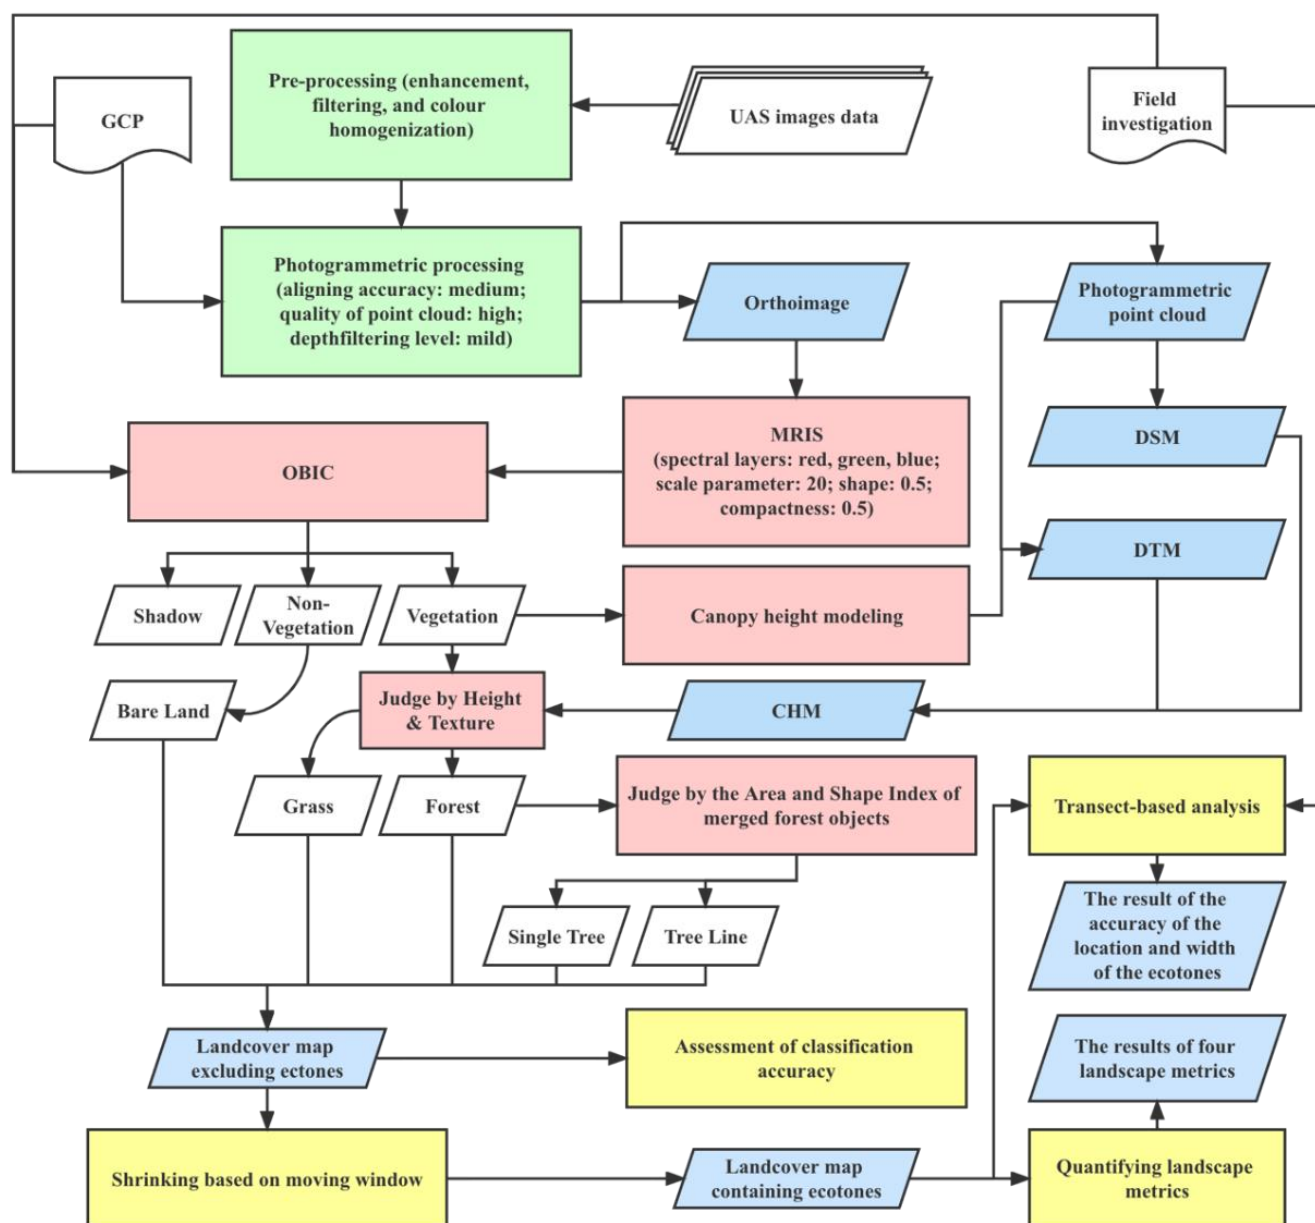 Pre-processing (enhancement,
filtering, and colour
homogenization)
GCP
UAS images data
Field
investigation
Photogrammetric processing
(aligning accuracy: medium;
quality of point cloud: high;
depthfiltering level: mild)
Orthoimage
Photogrammetric
point cloud
OBIC
MRIS
(spectral layers: red, green, blue;
scale parameter: 20; shape: 0.5;
compactness: 0.5)
DSM
DTM
Shadow
Non-
Vegetation
Vegetation
Canopy height modeling
Bare Land
Judge by Height
& Texture
CHM
Grass
Forest
Judge by the Area and Shape Index of
merged forest objects
Transect-based analysis
Single Tree
Tree Line
The result of the
accuracy of the
location and width
of the ecotones
Landcover map
excluding ectones
Assessment of classification
accuracy
The results of four
landscape metrics
Shrinking based on moving window
Landcover map
containing ecotones
Quantifying landscape
metrics